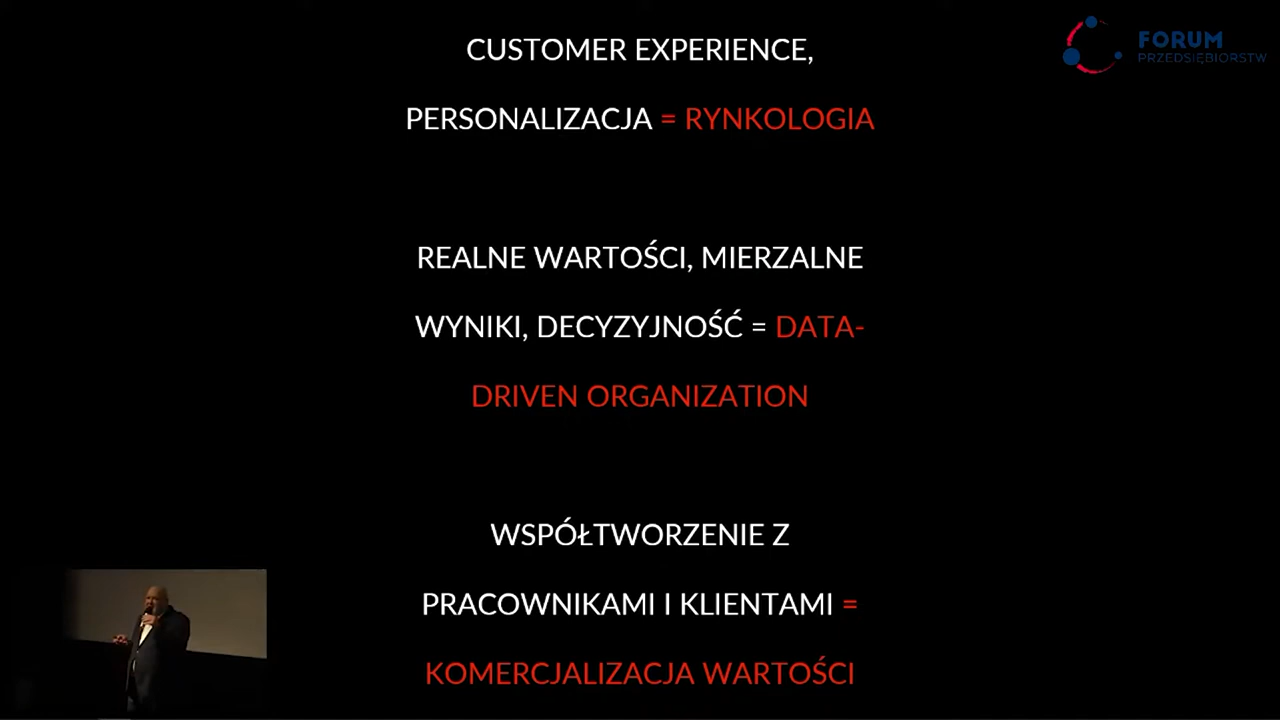 FORUM
PRZEDSIĘBIORSTW
CUSTOMER EXPERIENCE,
PERSONALIZACJA = RYNKOLOGIA
REALNE WARTOŚCI, MIERZALNE
WYNIKI, DECYZYJNOŚĆ = DATA-
DRIVEN ORGANIZATION
WSPÓŁTWORZENIE Z
PRACOWNIKAMI I KLIENTAMI =
KOMERCJALIZACJA WARTOŚCI